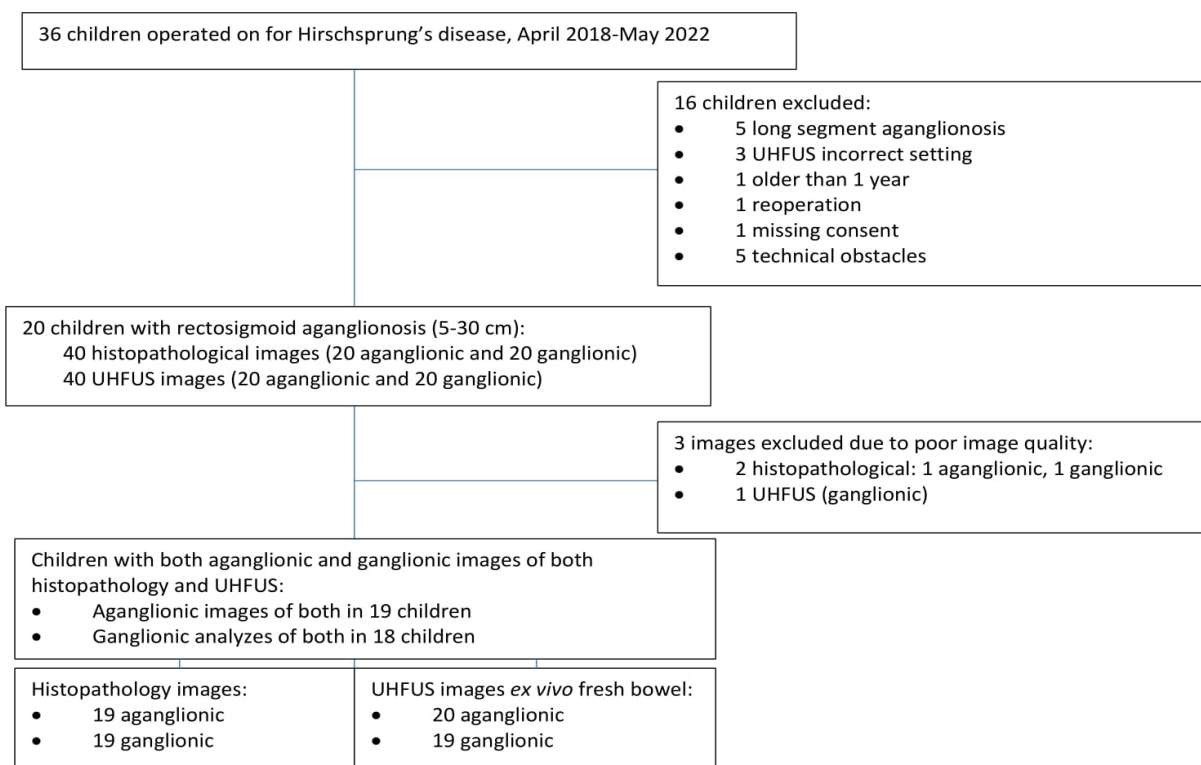 36 children operated on for Hirschsprung’s disease, April 2018-May 2022
16 children excluded:
• 5 long segment aganglionosis
• 3 UHFUS incorrect setting
• 1 older than 1 year
• 1 reoperation
• 1 missing consent
• 5 technical obstacles
20 children with rectosigmoid aganglionosis (5-30 cm):
40 histopathological images (20 aganglionic and 20 ganglionic)
40 UHFUS images (20 aganglionic and 20 ganglionic)
3 images excluded due to poor image quality:
• 2 histopathological: 1 aganglionic, 1 ganglionic
• 1 UHFUS (ganglionic)
Children with both aganglionic and ganglionic images of both
histopathology and UHFUS:
• Aganglionic images of both in 19 children
• Ganglionic analyzes of both in 18 children
Histopathology images:
• 19 aganglionic
• 19 ganglionic
UHFUS images ex vivo fresh bowel:
• 20 aganglionic
• 19 ganglionic